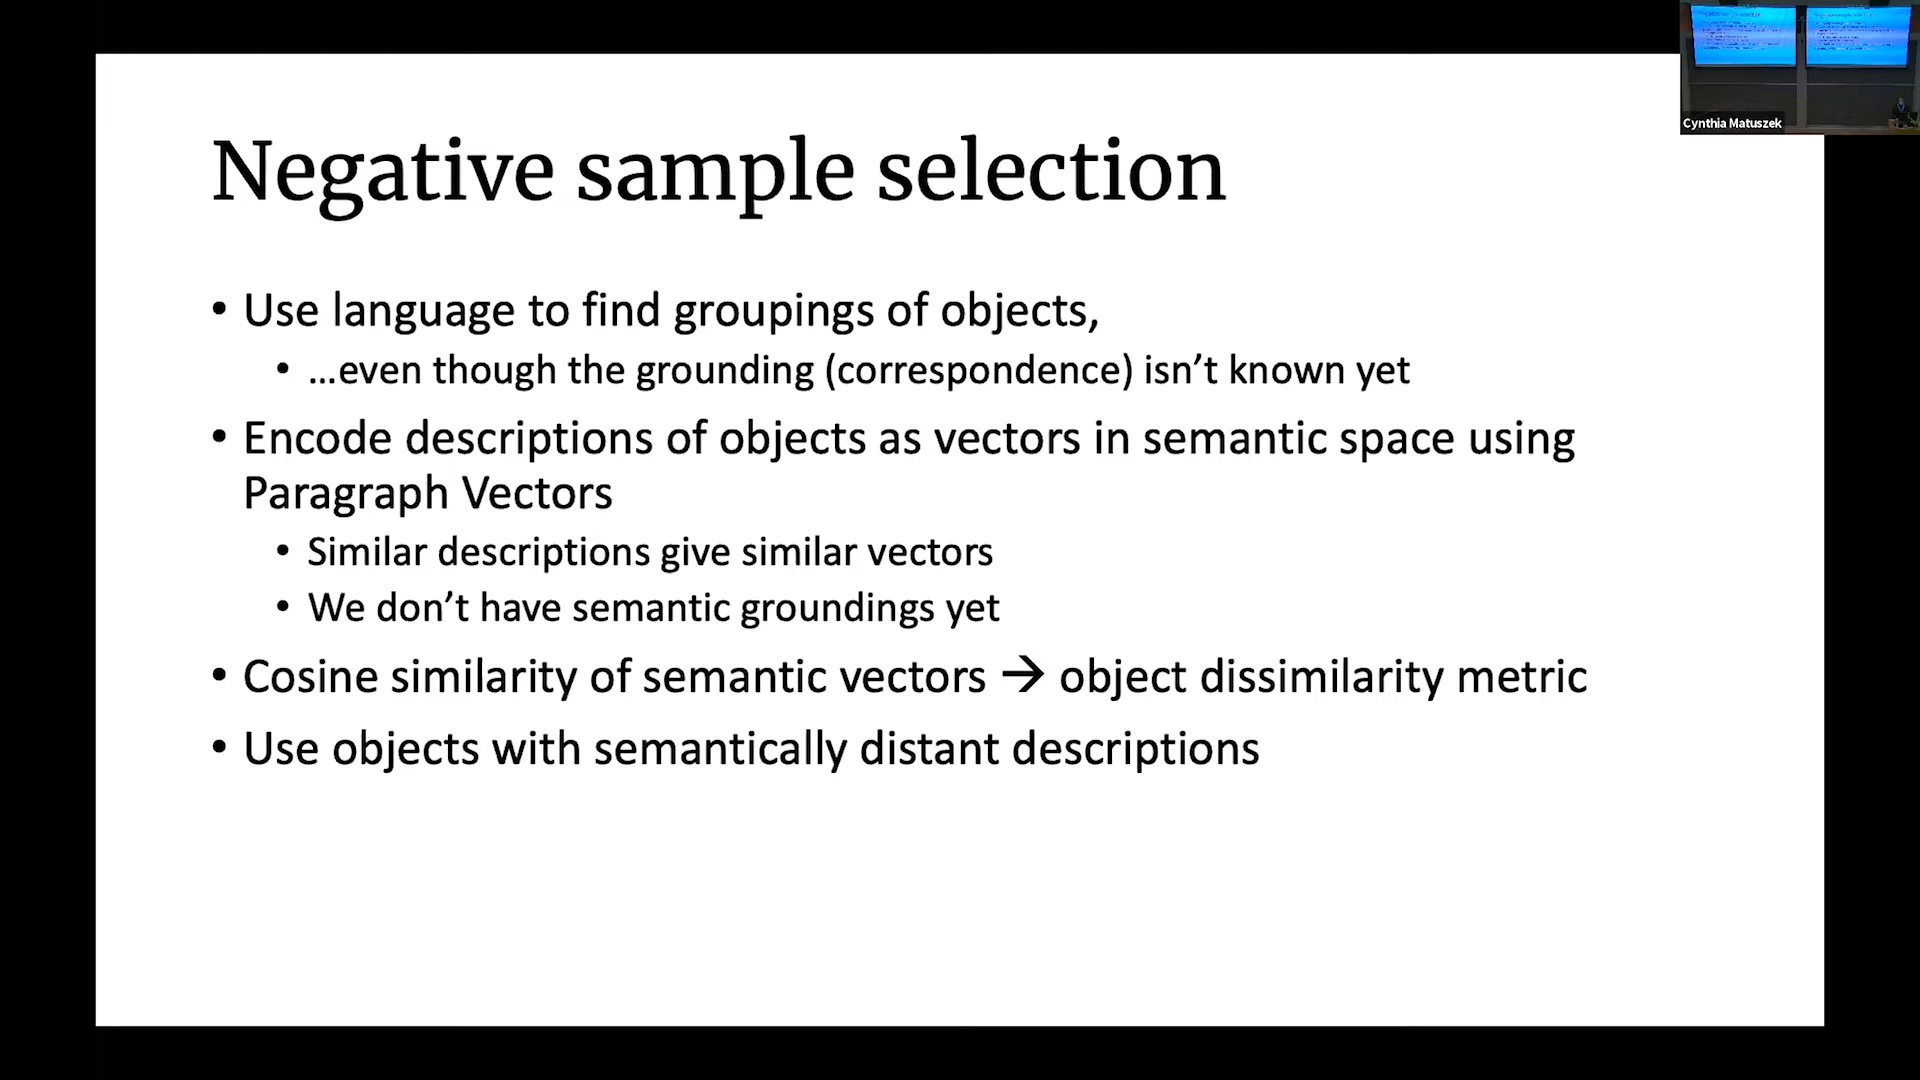 Negative sample selection
• Use language to find groupings of objects,
• …even though the grounding (correspondence) isn’t known yet
• Encode descriptions of objects as vectors in semantic space using
Paragraph Vectors
• Similar descriptions give similar vectors
• We don’t have semantic groundings yet
• Cosine similarity of semantic vectors → object dissimilarity metric
• Use objects with semantically distant descriptions
Cynthia Matuszek